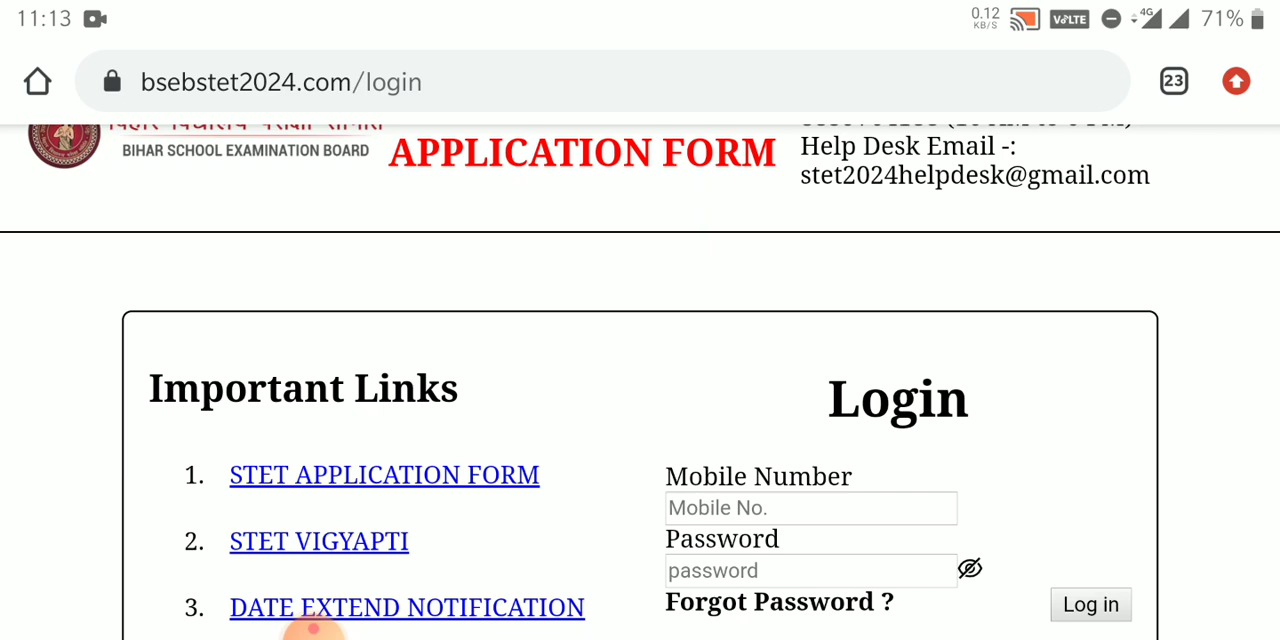 11:13
0.12 KB/S VoLTE 4G 71%
bsebstet2024.com/login
23
BIHAR SCHOOL EXAMINATION BOARD
APPLICATION FORM
Help Desk Email -:
stet2024helpdesk@gmail.com
Important Links
1. STET APPLICATION FORM
2. STET VIGYAPTI
3. DATE EXTEND NOTIFICATION
Login
Mobile Number
Mobile No.
Password
password
Forgot Password ?
Log in